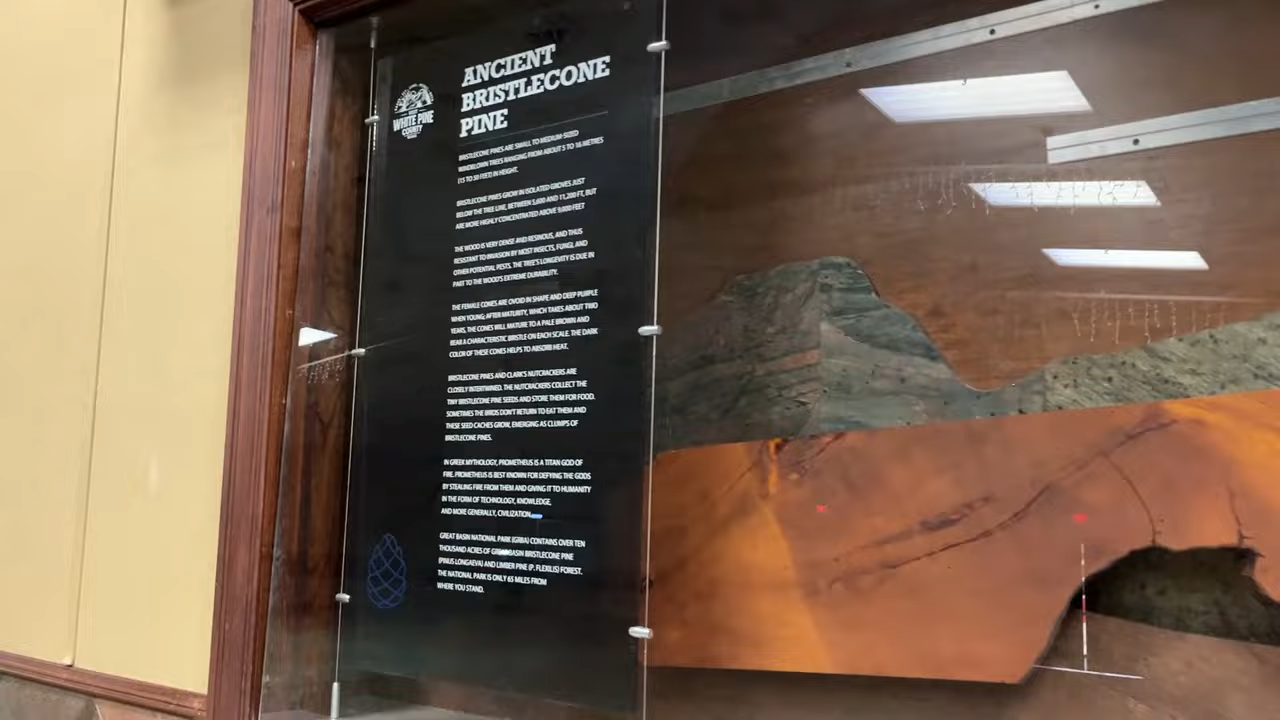 WHITE PINE
COUNTY
ANCIENT
BRISTLECONE
PINE
BRISTLECONE PINES ARE SMALL TO MEDIUM-SIZED
WINDBLOWN TREES RANGING FROM ABOUT 5 TO 16 METRES
(15 TO 50 FEET) IN HEIGHT.
BRISTLECONE PINES GROW IN ISOLATED GROVES JUST
BELOW THE TREE LINE, BETWEEN 5,600 AND 11,200 FT, BUT
ARE MORE HIGHLY CONCENTRATED ABOVE 9,000 FEET
THE WOOD IS VERY DENSE AND RESINOUS, AND THUS
RESISTANT TO INVASION BY MOST INSECTS, FUNGI, AND
OTHER POTENTIAL PESTS. THE TREE'S LONGEVITY IS DUE IN
PART TO THE WOOD'S EXTREME DURABILITY.
THE FEMALE CONES ARE OVOID IN SHAPE AND DEEP PURPLE
WHEN YOUNG; AFTER MATURITY, WHICH TAKES ABOUT TWO
YEARS, THE CONES WILL MATURE TO A PALE BROWN AND
BEAR A CHARACTERISTIC BRISTLE ON EACH SCALE. THE DARK
COLOR OF THESE CONES HELPS TO ABSORB HEAT.
BRISTLECONE PINES AND CLARK'S NUTCRACKERS ARE
CLOSELY INTERTWINED. THE NUTCRACKERS COLLECT THE
TINY BRISTLECONE PINE SEEDS AND STORE THEM FOR FOOD.
SOMETIMES THE BIRDS DON'T RETURN TO EAT THEM AND
THESE SEED CACHES GROW, EMERGING AS CLUMPS OF
BRISTLECONE PINES.
IN GREEK MYTHOLOGY, PROMETHEUS IS A TITAN GOD OF
FIRE. PROMETHEUS IS BEST KNOWN FOR DEFYING THE GODS
BY STEALING FIRE FROM THEM AND GIVING IT TO HUMANITY
IN THE FORM OF TECHNOLOGY, KNOWLEDGE,
AND MORE GENERALLY, CIVILIZATION.
GREAT BASIN NATIONAL PARK (GRBA) CONTAINS OVER TEN
THOUSAND ACRES OF GREAT BASIN BRISTLECONE PINE
(PINUS LONGAEVA) AND LIMBER PINE (P. FLEXILIS) FOREST.
THE NATIONAL PARK IS ONLY 65 MILES FROM
WHERE YOU STAND.